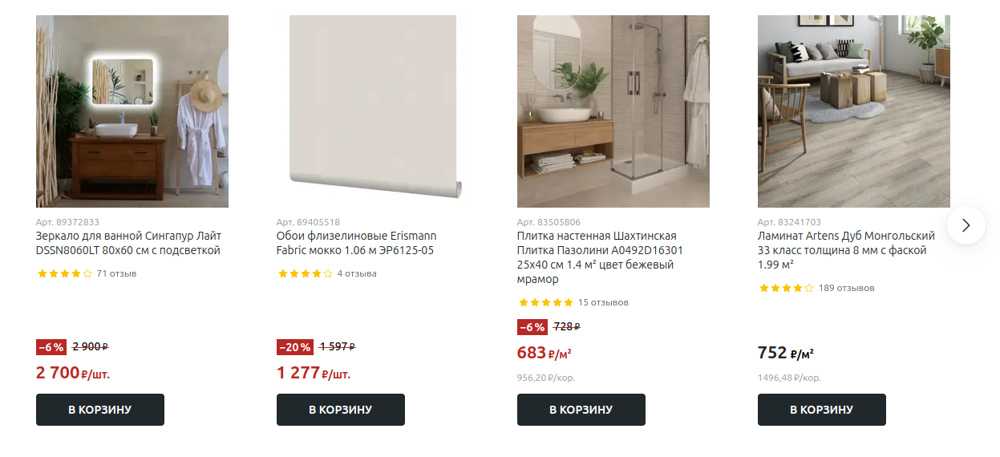 Арт. 89372833
Зеркало для ванной Сингапур Лайт
DSSN8060LT 80x60 см с подсветкой
71 отзыв
–6 %
2 900 ₽
2 700 ₽/шт.
В КОРЗИНУ
Арт. 89405518
Обои флизелиновые Erismann
Fabric мокко 1.06 м ЭР6125-05
4 отзыва
–20 %
1 597 ₽
1 277 ₽/шт.
В КОРЗИНУ
Арт. 83505806
Плитка настенная Шахтинская
Плитка Пазолини A0492D16301
25x40 см 1.4 м² цвет бежевый
мрамор
15 отзывов
–6 %
728 ₽
683 ₽/м²
956,20 ₽/кор.
В КОРЗИНУ
Арт. 83241703
Ламинат Artens Дуб Монгольский
33 класс толщина 8 мм с фаской
1.99 м²
189 отзывов
752 ₽/м²
1496,48 ₽/кор.
В КОРЗИНУ